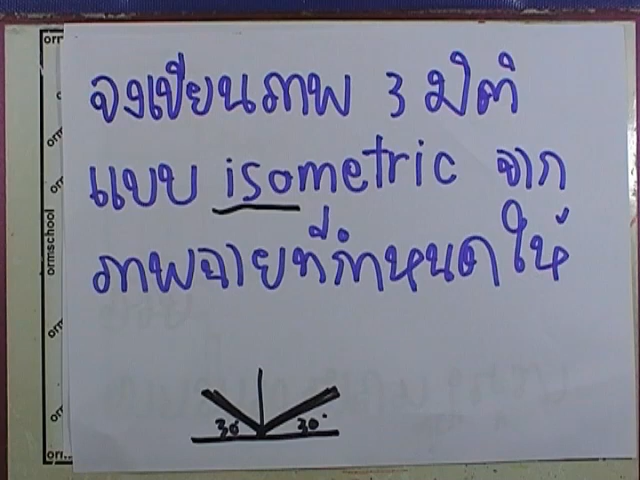 จงเขียนภาพ 3 มิติ
แบบ isometric จาก
ภาพฉายที่กำหนดให้
30° 30°
ormschool